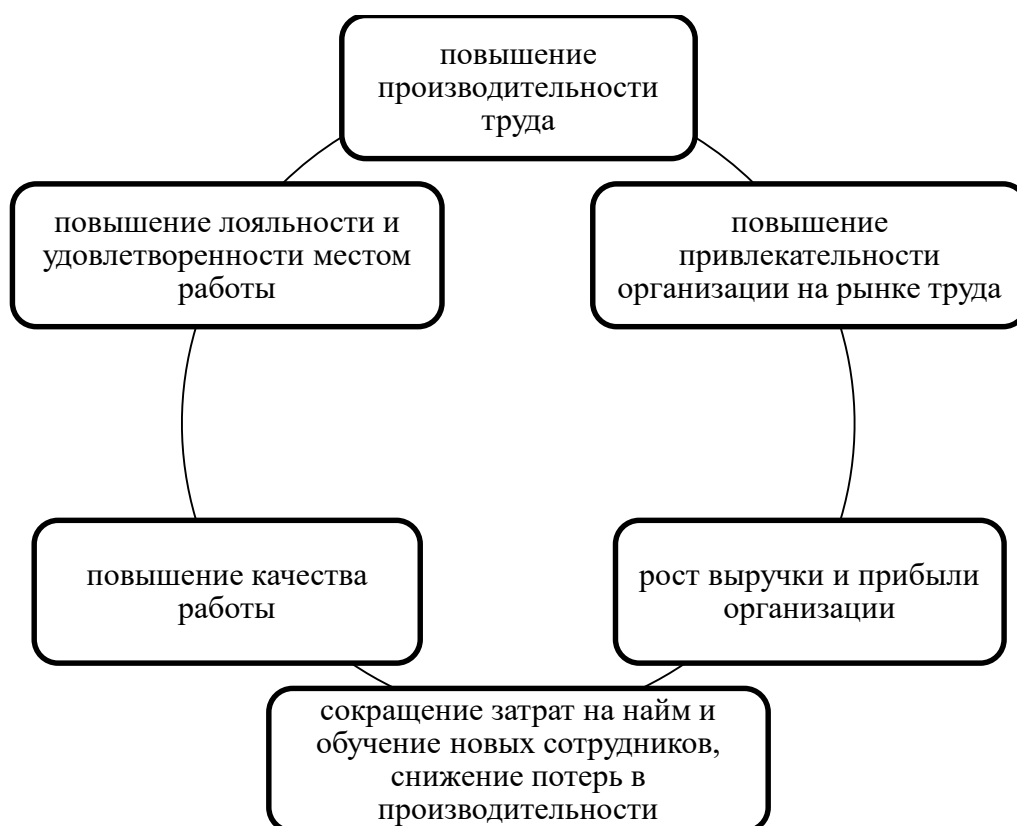 повышение
производительности
труда
повышение лояльности и
удовлетворенности местом
работы
повышение
привлекательности
организации на рынке труда
повышение качества
работы
рост выручки и прибыли
организации
сокращение затрат на найм и
обучение новых сотрудников,
снижение потерь в
производительности